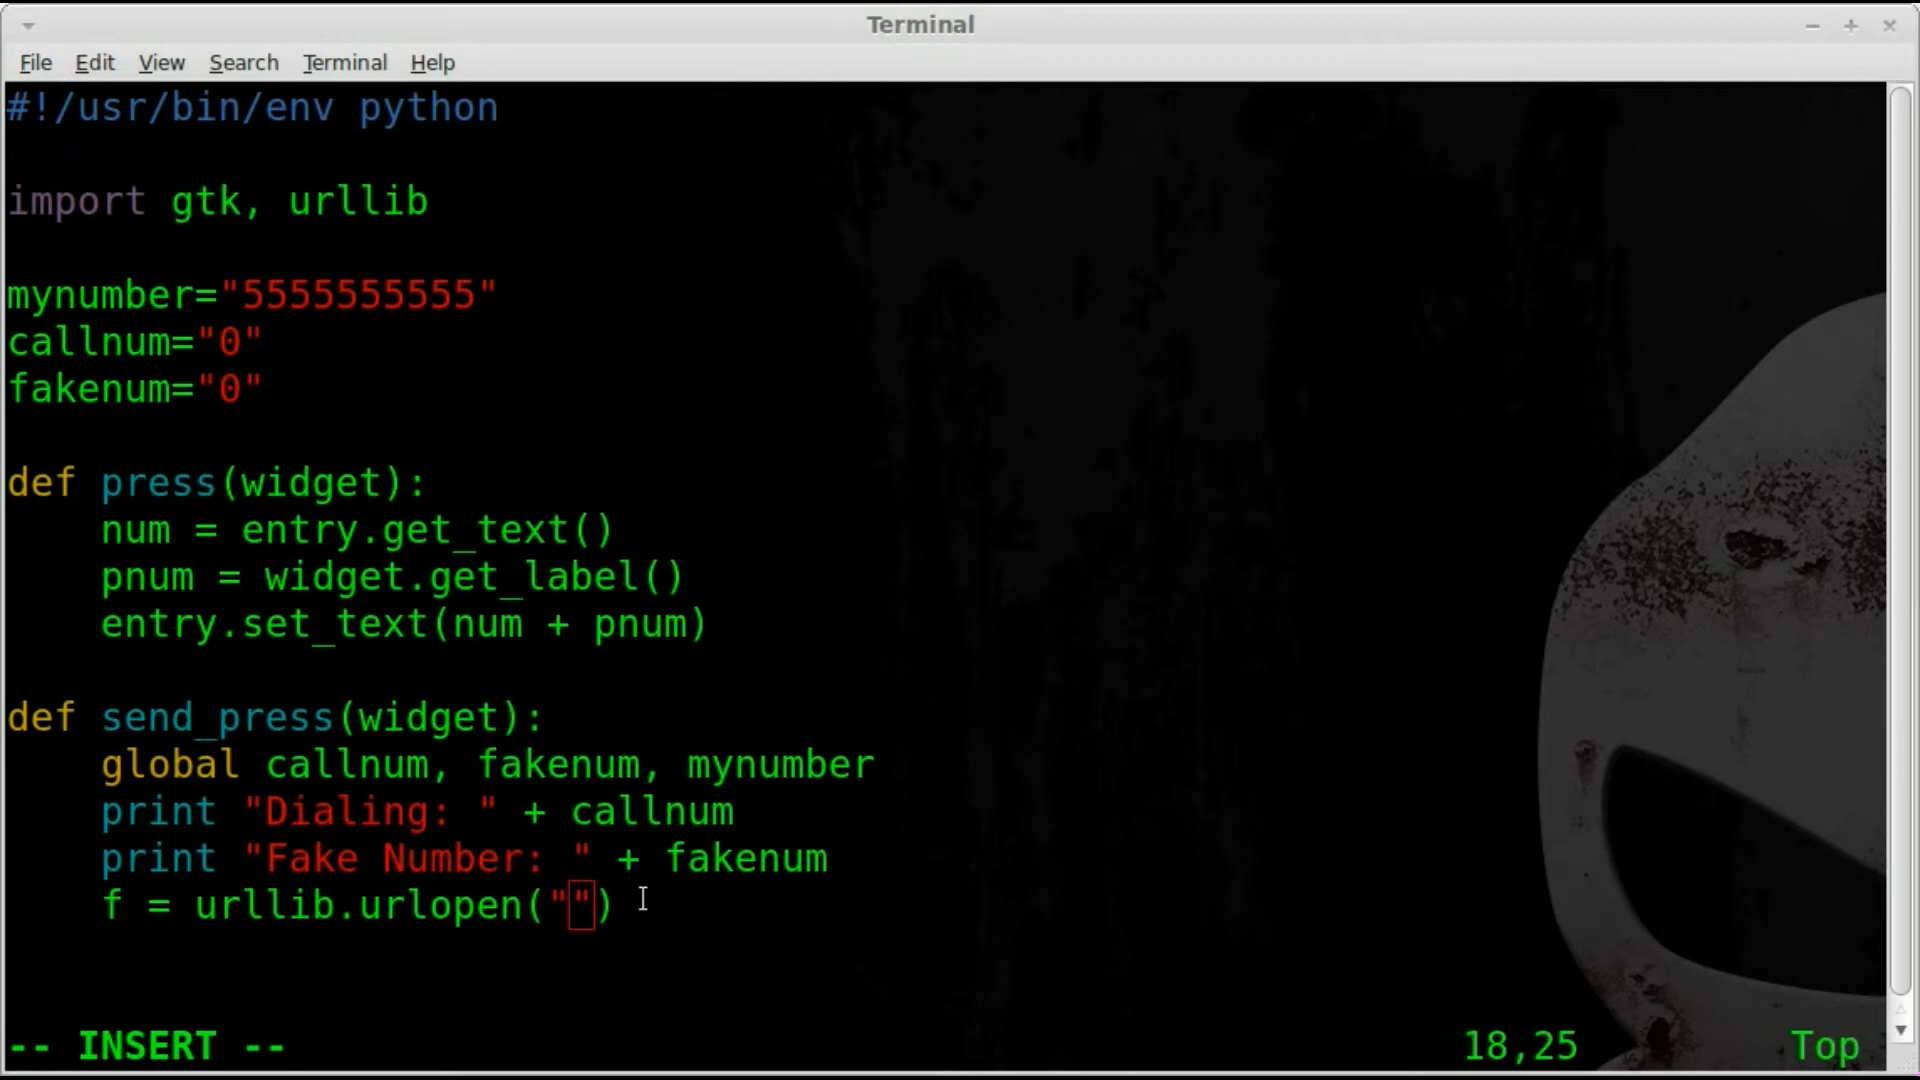 Terminal
File Edit View Search Terminal Help
#!/usr/bin/env python
import gtk, urllib
mynumber="5555555555"
callnum="0"
fakenum="0"
def press(widget):
    num = entry.get_text()
    pnum = widget.get_label()
    entry.set_text(num + pnum)
def send_press(widget):
    global callnum, fakenum, mynumber
    print "Dialing: " + callnum
    print "Fake Number: " + fakenum
    f = urllib.urlopen("")
-- INSERT -- 18,25 Top